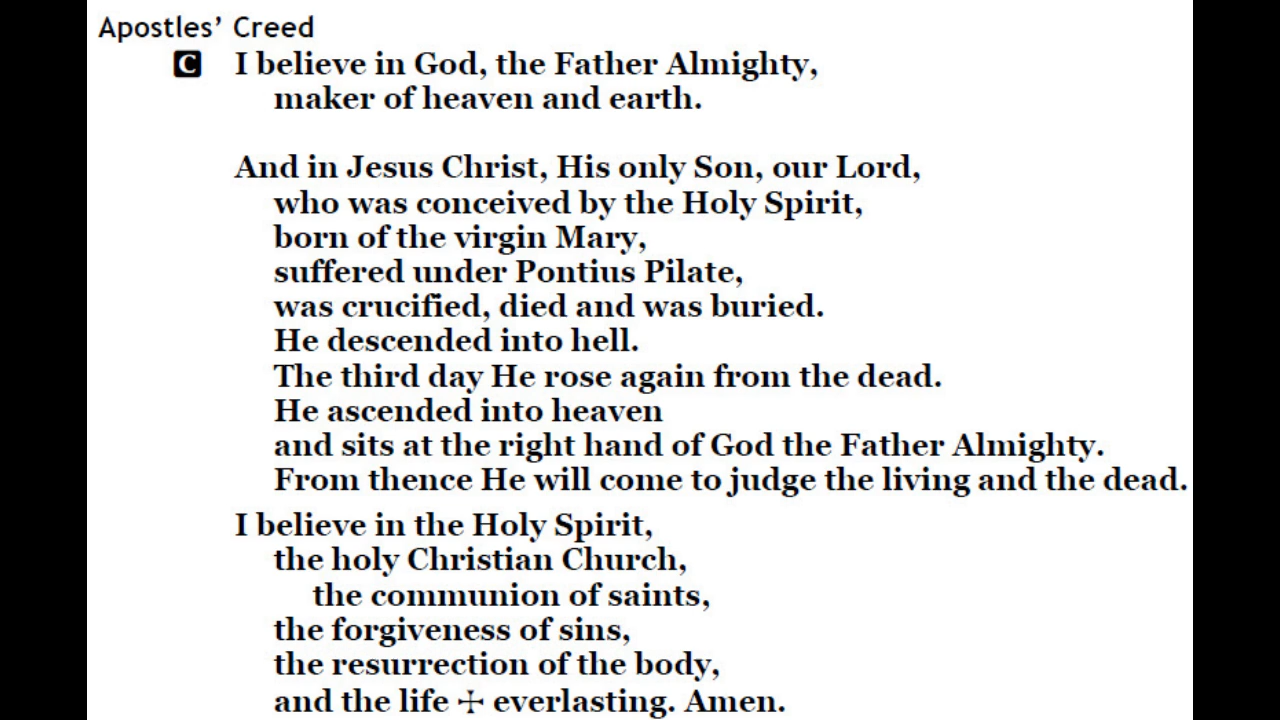 Apostles’ Creed
C I believe in God, the Father Almighty,
maker of heaven and earth.
And in Jesus Christ, His only Son, our Lord,
who was conceived by the Holy Spirit,
born of the virgin Mary,
suffered under Pontius Pilate,
was crucified, died and was buried.
He descended into hell.
The third day He rose again from the dead.
He ascended into heaven
and sits at the right hand of God the Father Almighty.
From thence He will come to judge the living and the dead.
I believe in the Holy Spirit,
the holy Christian Church,
the communion of saints,
the forgiveness of sins,
the resurrection of the body,
and the life ☩ everlasting. Amen.